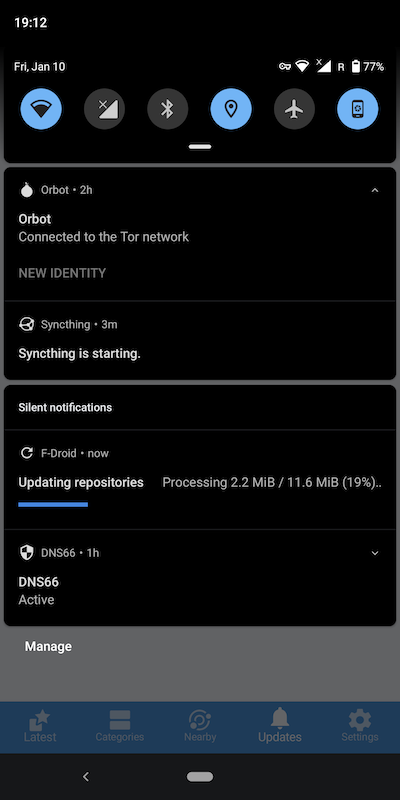 19:12
Fri, Jan 10
R 77%
Orbot • 2h
Orbot
Connected to the Tor network
NEW IDENTITY
Syncthing • 3m
Syncthing is starting.
Silent notifications
F-Droid • now
Updating repositories Processing 2.2 MiB / 11.6 MiB (19%)..
DNS66 • 1h
DNS66
Active
Manage
Latest Categories Nearby Updates Settings